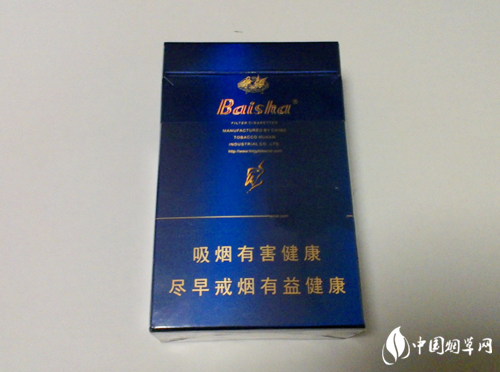 Baisha®
FILTER CIGARETTES
MANUFACTURED BY CHINA
TOBACCO HUNAN
INDUSTRIAL CO., LTD.
吸烟有害健康
尽早戒烟有益健康
中国烟草网